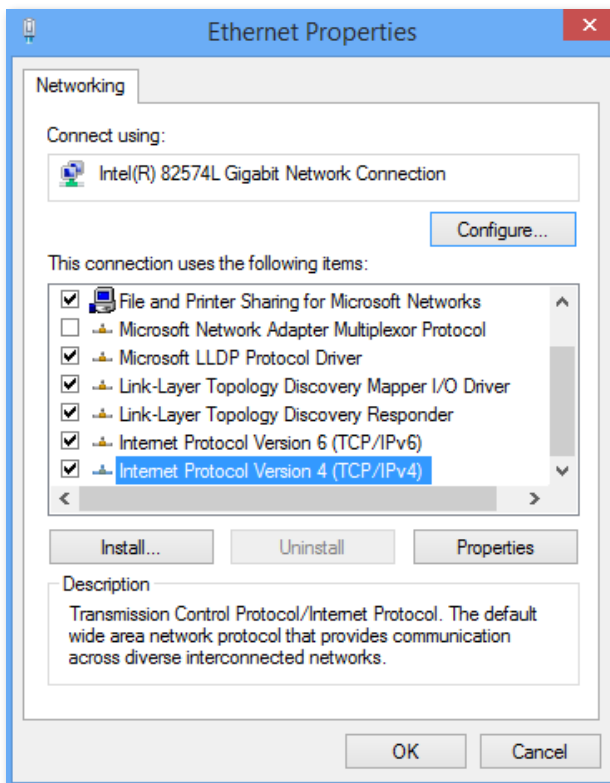 Ethernet Properties
Networking
Connect using:
Intel(R) 82574L Gigabit Network Connection
Configure...
This connection uses the following items:
File and Printer Sharing for Microsoft Networks
Microsoft Network Adapter Multiplexor Protocol
Microsoft LLDP Protocol Driver
Link-Layer Topology Discovery Mapper I/O Driver
Link-Layer Topology Discovery Responder
Internet Protocol Version 6 (TCP/IPv6)
Internet Protocol Version 4 (TCP/IPv4)
Install... Uninstall Properties
Description
Transmission Control Protocol/Internet Protocol. The default
wide area network protocol that provides communication
across diverse interconnected networks.
OK Cancel